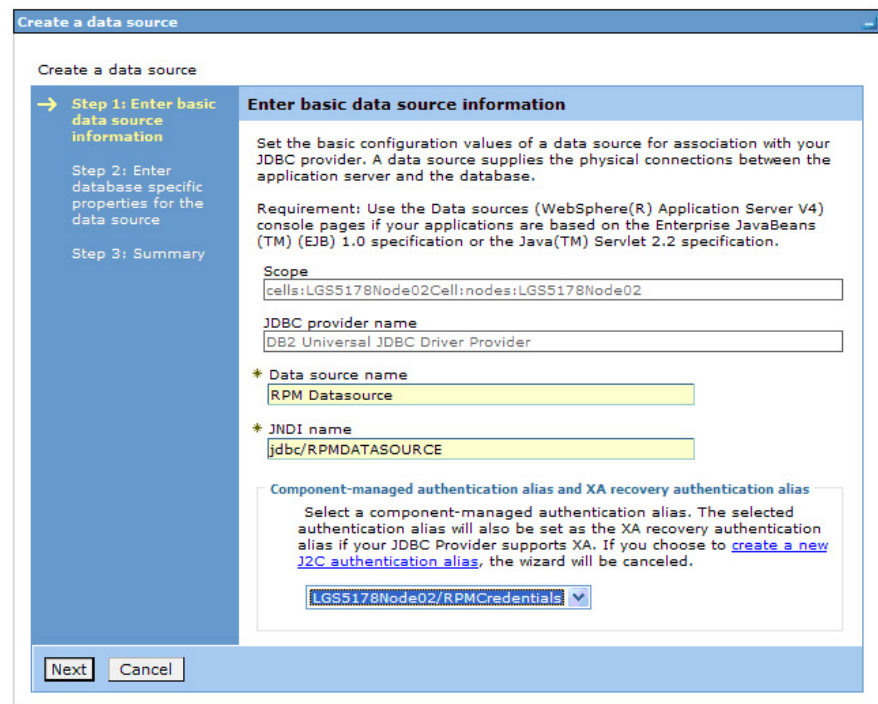 Create a data source
Create a data source
Step 1: Enter basic
data source
information
Step 2: Enter
database specific
properties for the
data source
Step 3: Summary
Enter basic data source information
Set the basic configuration values of a data source for association with your
JDBC provider. A data source supplies the physical connections between the
application server and the database.
Requirement: Use the Data sources (WebSphere(R) Application Server V4)
console pages if your applications are based on the Enterprise JavaBeans
(TM) (EJB) 1.0 specification or the Java(TM) Servlet 2.2 specification.
Scope
cells:LGS5178Node02Cell:nodes:LGS5178Node02
JDBC provider name
DB2 Universal JDBC Driver Provider
* Data source name
RPM Datasource
* JNDI name
jdbc/RPMDATASOURCE
Component-managed authentication alias and XA recovery authentication alias
Select a component-managed authentication alias. The selected
authentication alias will also be set as the XA recovery authentication
alias if your JDBC Provider supports XA. If you choose to create a new
J2C authentication alias, the wizard will be canceled.
LGS5178Node02/RPMCredentials
Next Cancel